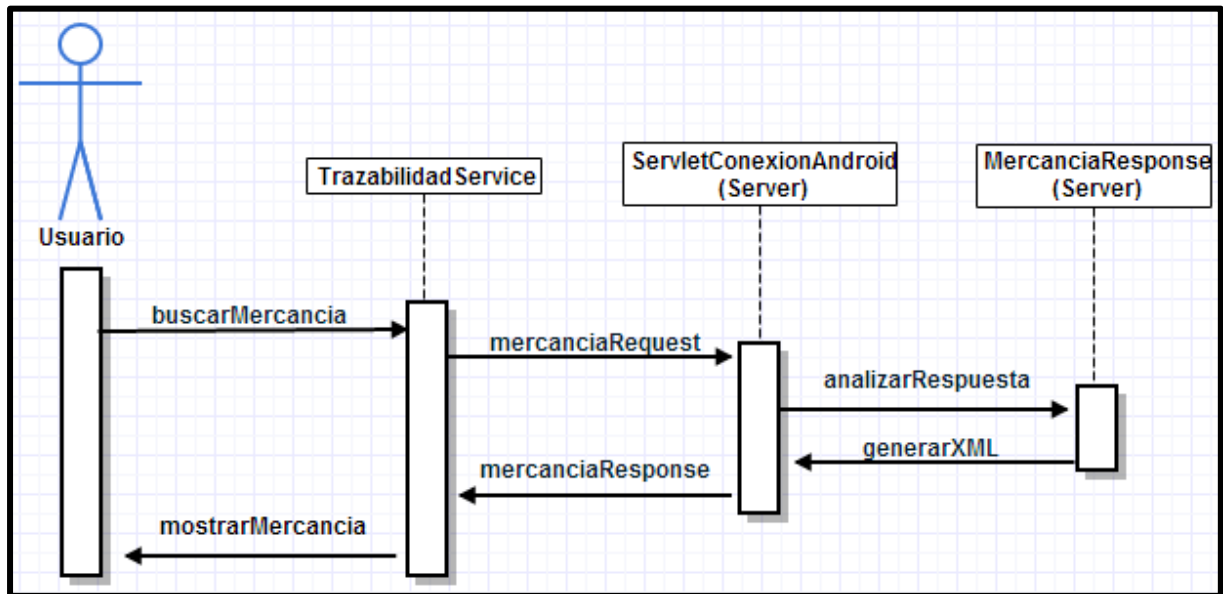 ServletConexionAndroid
(Server)
MercanciaResponse
(Server)
TrazabilidadService
Usuario
buscarMercancia
mercanciaRequest
analizarRespuesta
generarXML
mercanciaResponse
mostrarMercancia